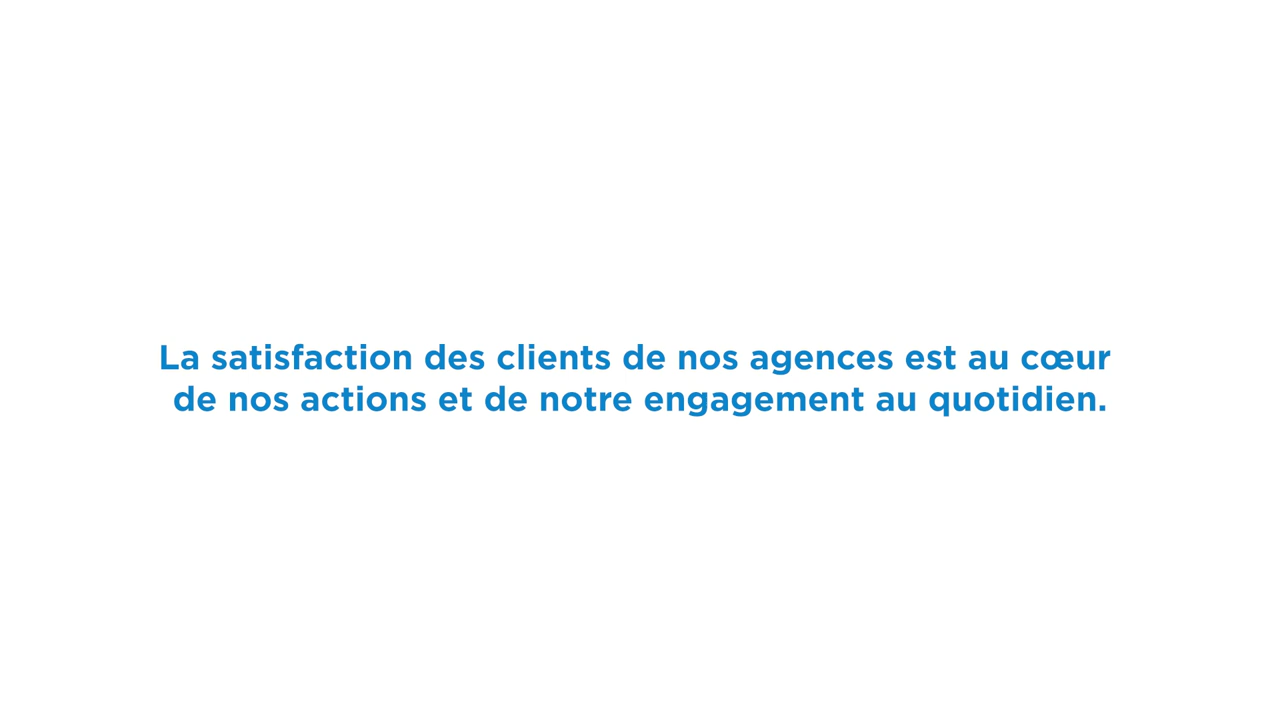 La satisfaction des clients de nos agences est au cœur
de nos actions et de notre engagement au quotidien.